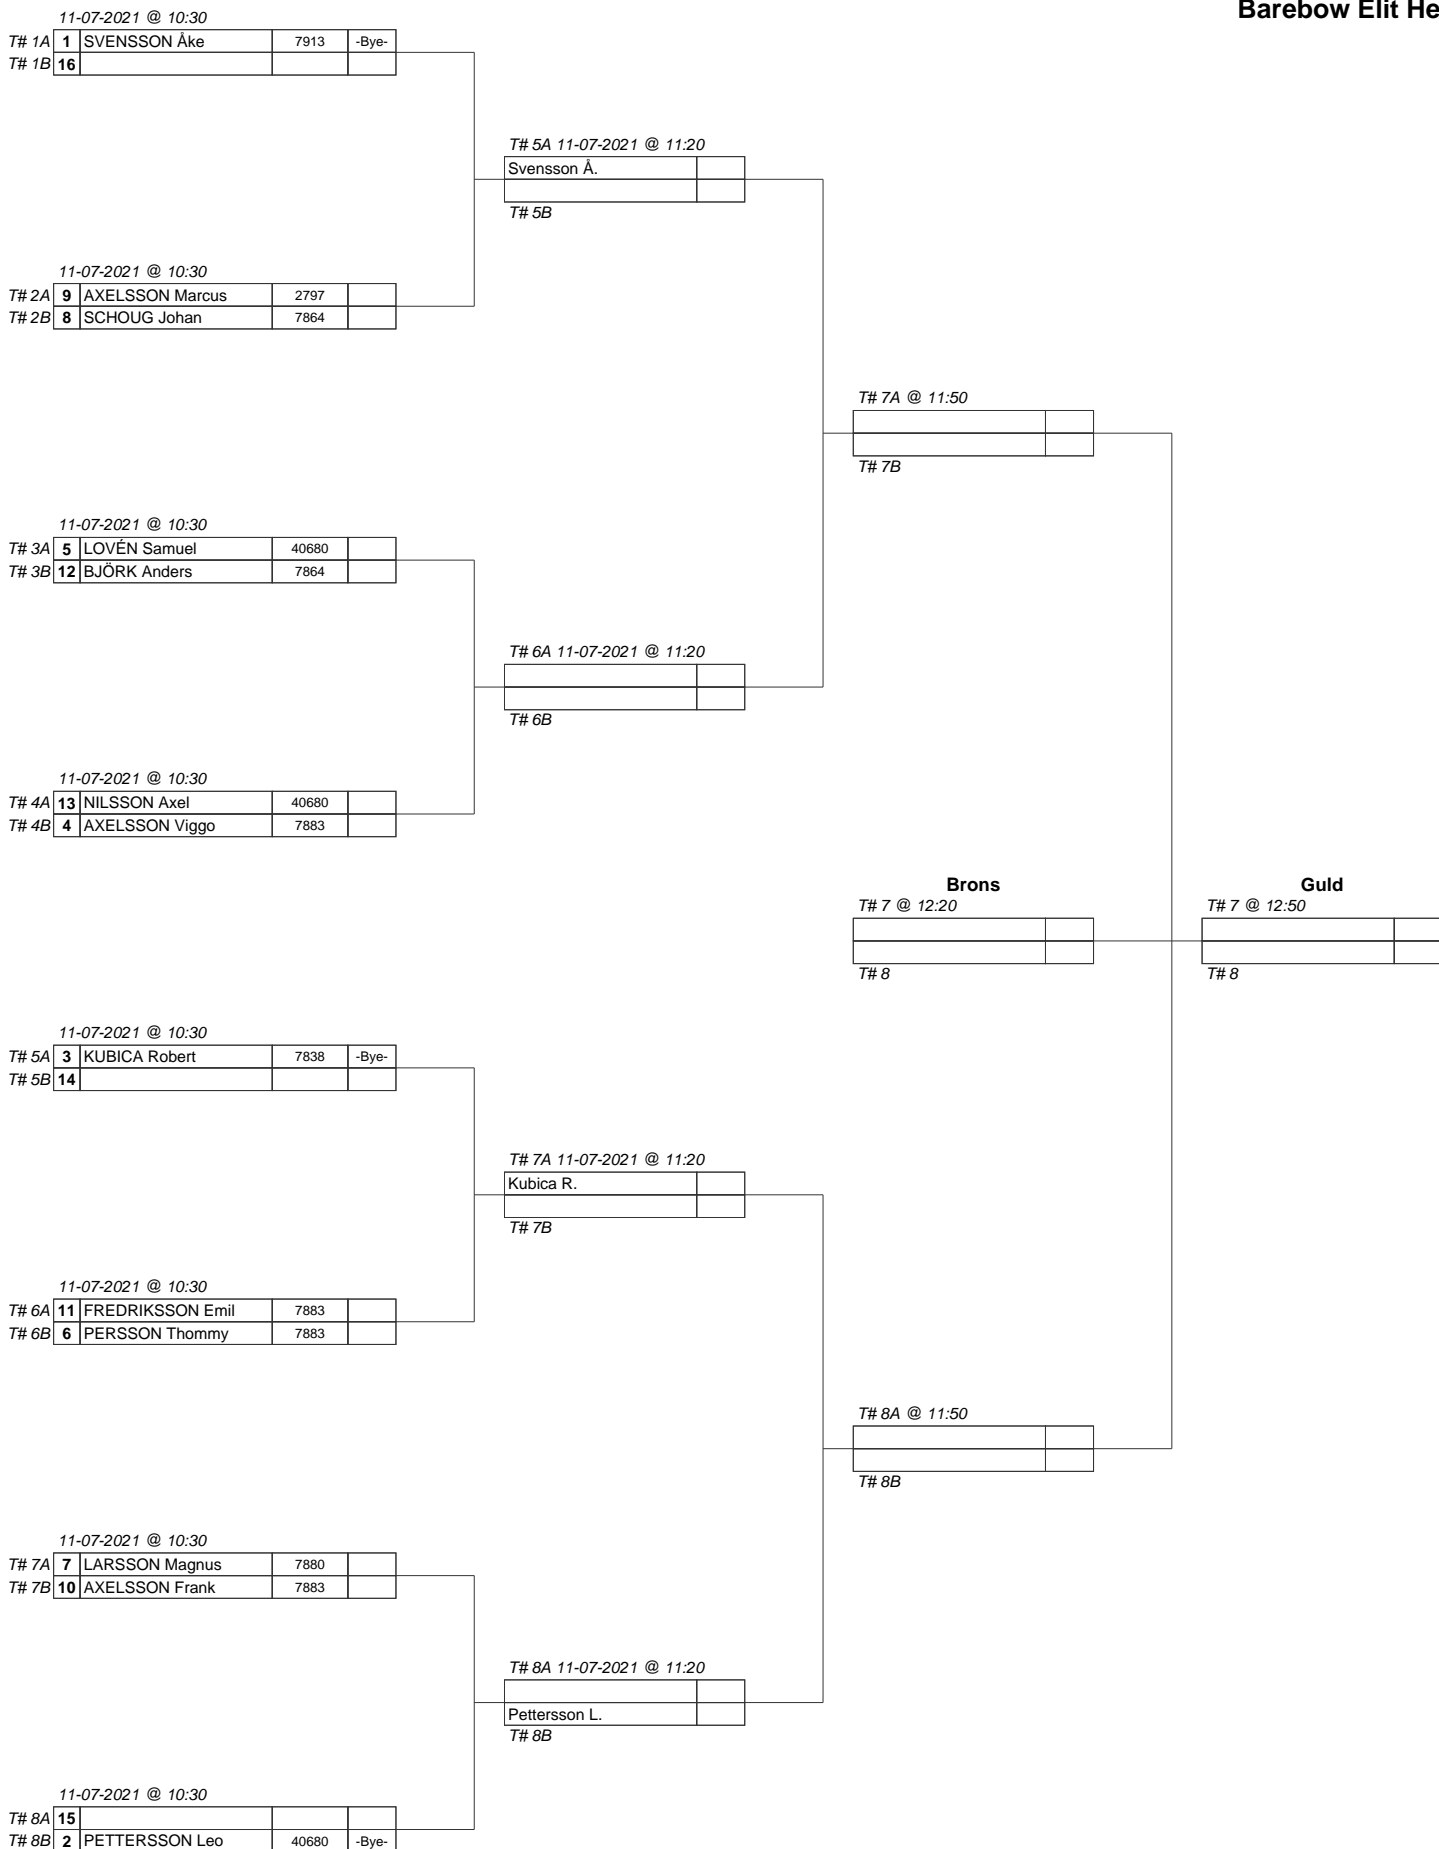 Barebow Elit He
11-07-2021 @ 10:30
T# 1A 1 SVENSSON Åke 7913 -Bye-
T# 1B 16
T# 5A 11-07-2021 @ 11:20
Svensson Å.
T# 5B
11-07-2021 @ 10:30
T# 2A 9 AXELSSON Marcus 2797
T# 2B 8 SCHOUG Johan 7864
T# 7A @ 11:50
T# 7B
11-07-2021 @ 10:30
T# 3A 5 LOVÉN Samuel 40680
T# 3B 12 BJÖRK Anders 7864
T# 6A 11-07-2021 @ 11:20
T# 6B
11-07-2021 @ 10:30
T# 4A 13 NILSSON Axel 40680
T# 4B 4 AXELSSON Viggo 7883
Brons Guld
T# 7 @ 12:20 T# 7 @ 12:50
T# 8 T# 8
11-07-2021 @ 10:30
T# 5A 3 KUBICA Robert 7838 -Bye-
T# 5B 14
T# 7A 11-07-2021 @ 11:20
Kubica R.
T# 7B
11-07-2021 @ 10:30
T# 6A 11 FREDRIKSSON Emil 7883
T# 6B 6 PERSSON Thommy 7883
T# 8A @ 11:50
T# 8B
11-07-2021 @ 10:30
T# 7A 7 LARSSON Magnus 7880
T# 7B 10 AXELSSON Frank 7883
T# 8A 11-07-2021 @ 11:20
Pettersson L.
T# 8B
11-07-2021 @ 10:30
T# 8A 15
T# 8B 2 PETTERSSON Leo 40680 -Bye-